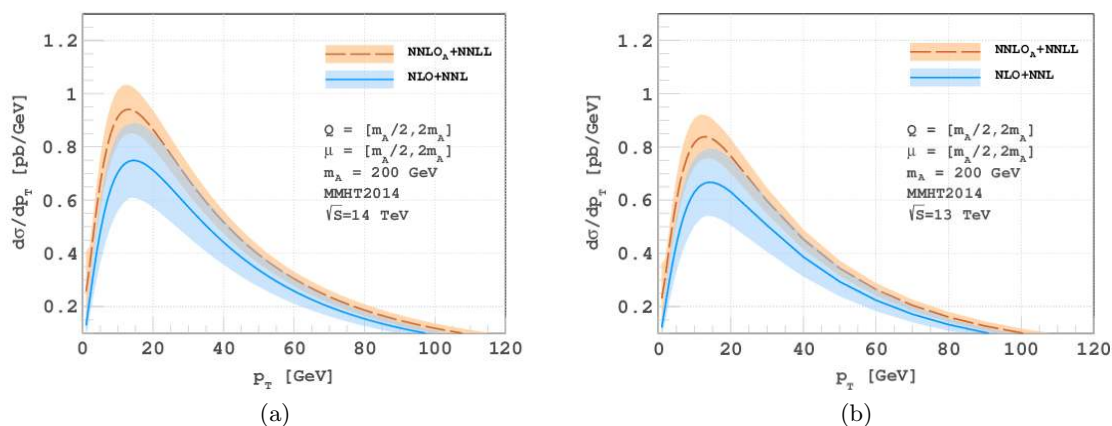 1.2
1
0.8
0.6
0.4
0.2
dσ/dp_T [pb/GeV]
NNLO_A+NNLL
NLO+NNL
Q = [m_A/2,2m_A]
μ = [m_A/2,2m_A]
m_A = 200 GeV
MMHT2014
√S=14 TeV
0 20 40 60 80 100 120
p_T [GeV]
(a)
1.2
1
0.8
0.6
0.4
0.2
dσ/dp_T [pb/GeV]
NNLO_A+NNLL
NLO+NNL
Q = [m_A/2,2m_A]
μ = [m_A/2,2m_A]
m_A = 200 GeV
MMHT2014
√S=13 TeV
0 20 40 60 80 100 120
p_T [GeV]
(b)